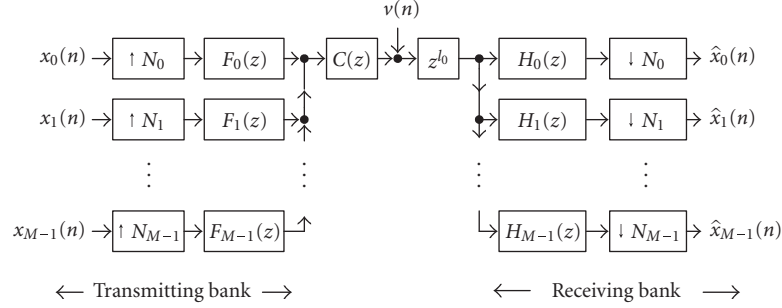 v(n)
x₀(n) ↑ N₀ F₀(z) C(z) z^{l₀} H₀(z) ↓ N₀ x̂₀(n)
x₁(n) ↑ N₁ F₁(z) H₁(z) ↓ N₁ x̂₁(n)
⋮ ⋮ ⋮ ⋮
x_{M−1}(n) ↑ N_{M−1} F_{M−1}(z) H_{M−1}(z) ↓ N_{M−1} x̂_{M−1}(n)
Transmitting bank Receiving bank